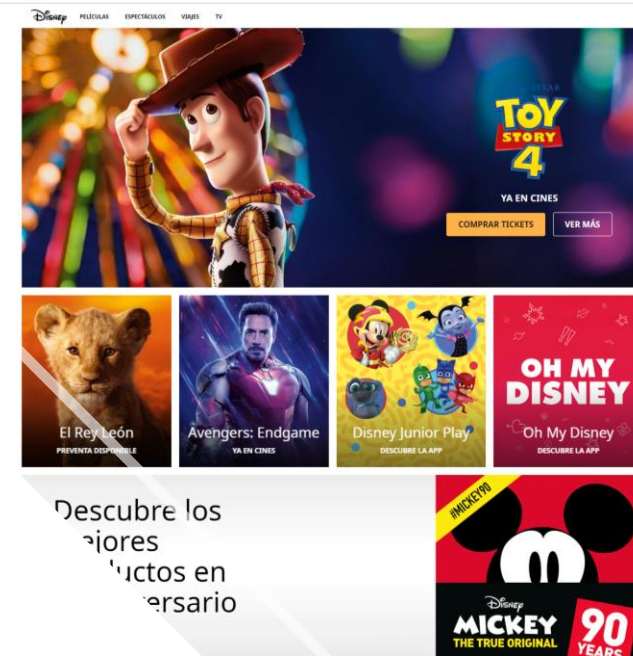 Disney PELÍCULAS ESPECTÁCULOS VIAJES TV
PIXAR
TOY
STORY
4
YA EN CINES
COMPRAR TICKETS VER MÁS
El Rey León
PREVENTA DISPONIBLE
Avengers: Endgame
YA EN CINES
Disney Junior Play
DESCUBRE LA APP
OH MY
DISNEY
Oh My Disney
DESCUBRE LA APP
Descubre los
en
#MICKEY90
Disney
MICKEY
THE TRUE ORIGINAL
90
YEARS